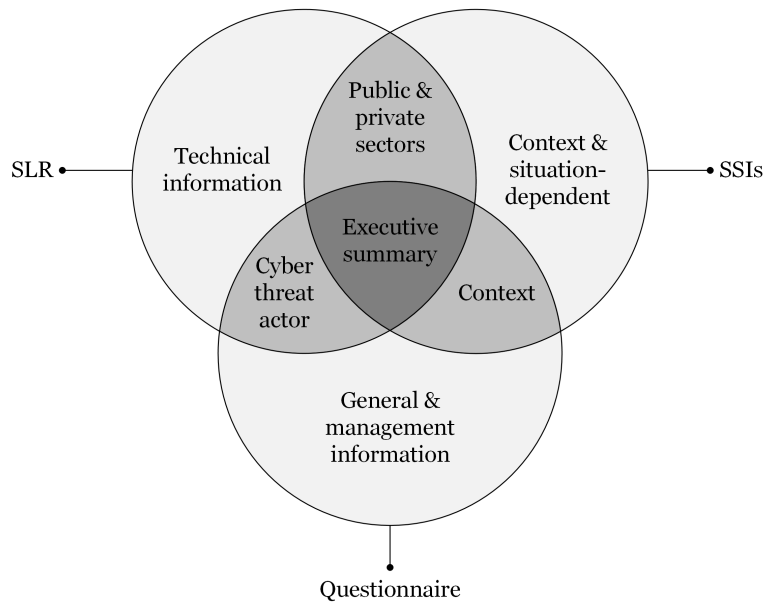 Public &
private
sectors
Technical
information
Context &
situation-
dependent
SLR
SSIs
Executive
summary
Cyber
threat
actor
Context
General &
management
information
Questionnaire